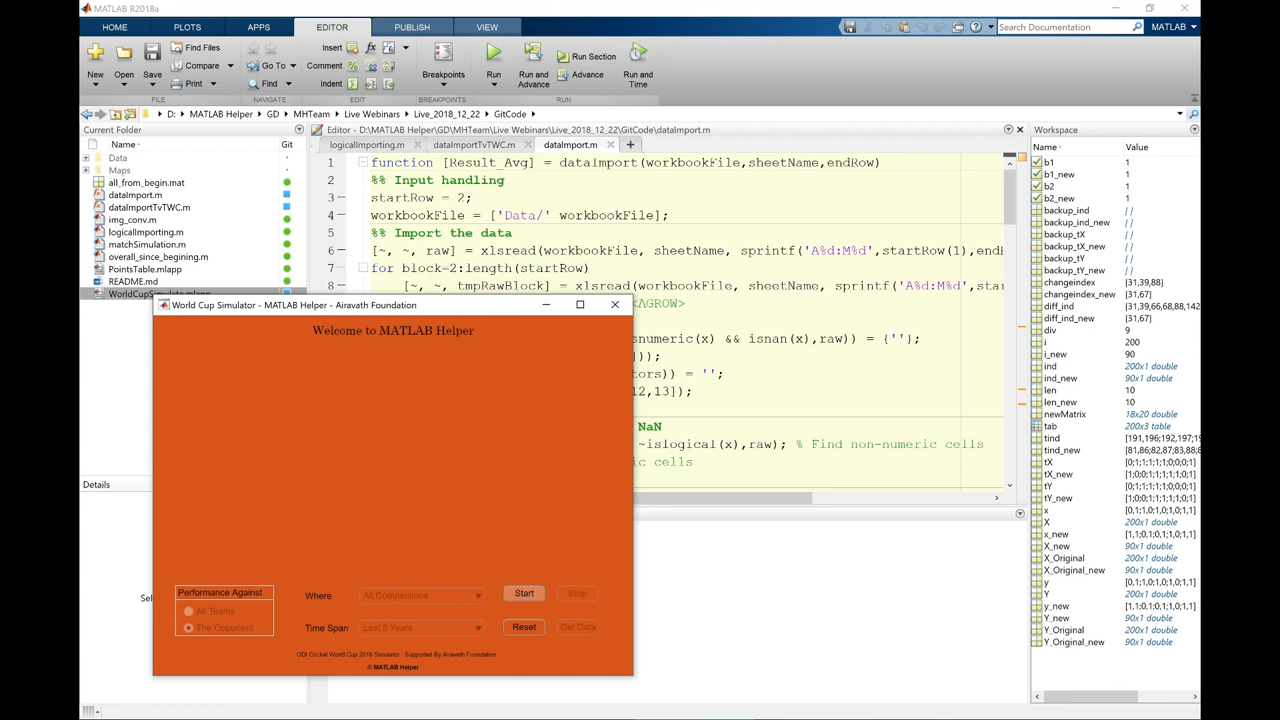 MATLAB R2018a
HOME PLOTS APPS EDITOR PUBLISH VIEW
Search Documentation MATLAB
New Open Save Find Files Compare Print
FILE
Go To Find
NAVIGATE
Insert fx
Comment
Indent
EDIT
Breakpoints
BREAKPOINTS
Run Run and Advance Run Section Advance Run and Time
RUN
D: MATLAB Helper GD MHTeam Live Webinars Live_2018_12_22 GitCode
Current Folder
Name Git
Data
Maps
all_from_begin.mat
dataImport.m
dataImportTvTWC.m
img_conv.m
logicalImporting.m
matchSimulation.m
overall_since_begining.m
PointsTable.mlapp
README.md
Details
Editor - D:\MATLAB Helper\GD\MHTeam\Live Webinars\Live_2018_12_22\GitCode\dataImport.m
logicalImporting.m dataImportTvTWC.m dataImport.m
1 function [Result_Avg] = dataImport(workbookFile,sheetName,endRow)
2 %% Input handling
3 startRow = 2;
4 workbookFile = ['Data/' workbookFile];
5 %% Import the data
6 [~, ~, raw] = xlsread(workbookFile, sheetName, sprintf('A%d:M%d',startRow(1),endR
7 for block=2:length(startRow)
8 [~, ~, tmpRawBlock] = xlsread(workbookFile, sheetName, sprintf('A%d:M%d',sta
AGROW>
snumeric(x) && isnan(x),raw)) = {''};
]));
tors)) = '';
12,13]);
NaN
~islogical(x),raw); % Find non-numeric cells
ic cells
World Cup Simulator - MATLAB Helper - Airavath Foundation
Welcome to MATLAB Helper
Performance Against
All Teams
The Opponent
Where All Competitions Start Stop
Time Span Last 5 Years Reset Get Data
GDI Cricket World Cup 2016 Simulator - Supported By Airavath Foundation
© MATLAB Helper
Workspace
Name Value
b1 1
b1_new 1
b2 1
b2_new 1
backup_ind []
backup_ind_new []
backup_tX []
backup_tX_new []
backup_tY []
backup_tY_new []
changeindex [31,39,88]
changeindex_new [31,67]
diff_ind [31,39,66,68,88,142
diff_ind_new [31,67]
div 9
i 200
i_new 90
ind 200x1 double
ind_new 90x1 double
len 10
len_new 10
newMatrix 18x20 double
tab 200x3 table
tind [191,196;192,197;19
tind_new [81,86;82,87;83,88;8
tX [0;1;1;1;1;1;0;0;0;1]
tX_new [1;0;0;1;1;1;1;1;0;1]
tY [0;1;1;1;1;1;0;0;0;1]
tY_new [1;0;0;1;1;1;1;1;0;1]
x [0,1;1,0;1,0;1,0;1,1]
X 200x1 double
x_new [1,1;0,1;0,1;1,0;1,1]
X_new 90x1 double
X_Original 200x1 double
X_Original_new 90x1 double
y [0,1;1,0;1,0;1,0;1,1]
Y 200x1 double
y_new [1,1;0,1;0,1;1,0;1,1]
Y_new 90x1 double
Y_Original 200x1 double
Y_Original_new 90x1 double